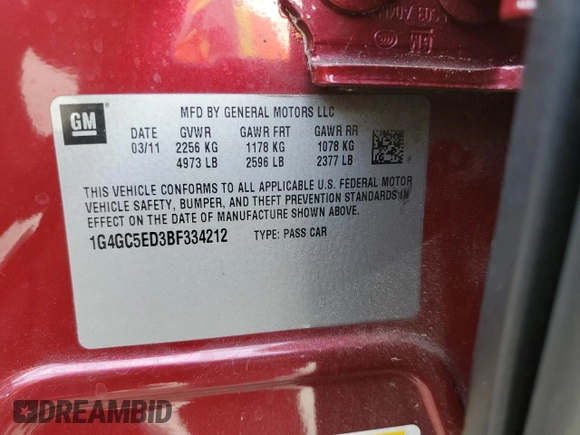 GM
MFD BY GENERAL MOTORS LLC
DATE GVWR GAWR FRT GAWR RR
03/11 2256 KG 1178 KG 1078 KG
4973 LB 2596 LB 2377 LB
THIS VEHICLE CONFORMS TO ALL APPLICABLE U.S. FEDERAL MOTOR
VEHICLE SAFETY, BUMPER, AND THEFT PREVENTION STANDARDS IN
EFFECT ON THE DATE OF MANUFACTURE SHOWN ABOVE.
1G4GC5ED3BF334212 TYPE: PASS CAR
DREAMBID